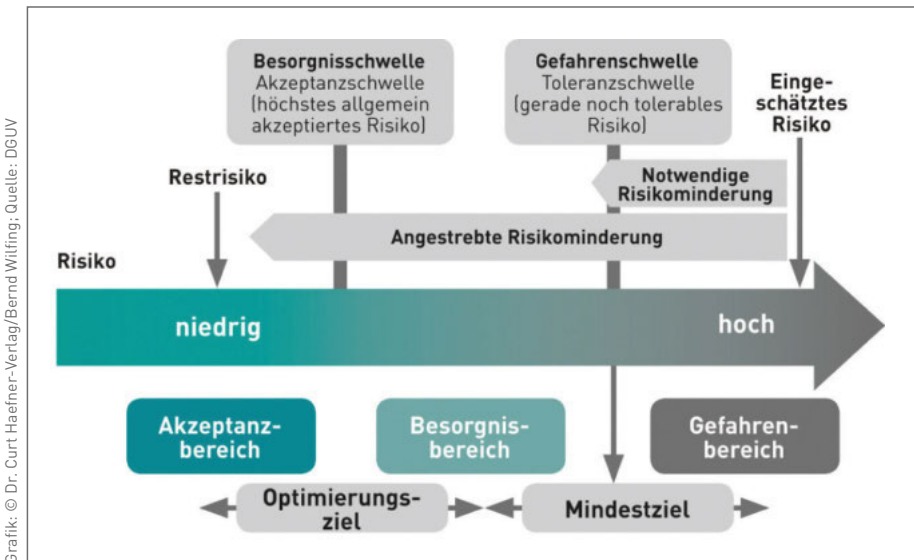 Besorgnisschwelle
Akzeptanzschwelle
(höchstes allgemein
akzeptiertes Risiko)
Gefahrenschwelle
Toleranzschwelle
(gerade noch tolerables
Risiko)
Einge-
schätztes
Risiko
Restrisiko
Notwendige
Risikominderung
Angestrebte Risikominderung
Risiko
niedrig
hoch
Akzeptanz-
bereich
Besorgnis-
bereich
Gefahren-
bereich
Optimierungs-
ziel
Mindestziel
Grafik: © Dr. Curt Haefner-Verlag/Bernd Wilfing; Quelle: DGUV